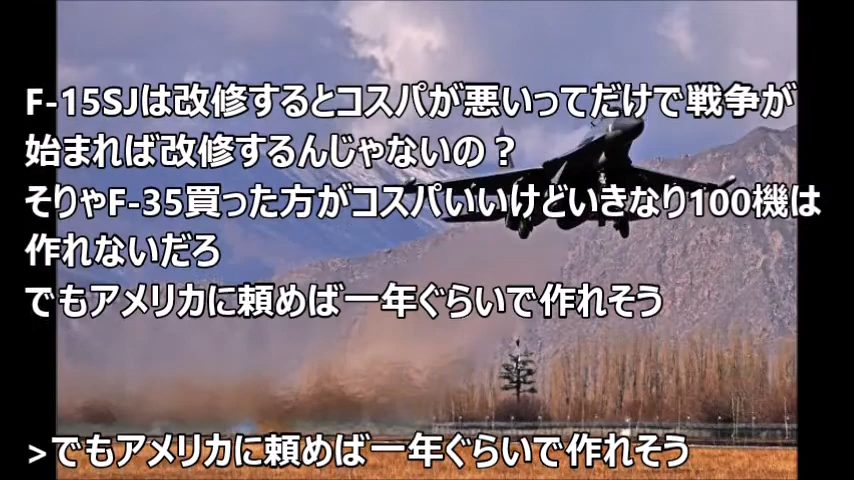 F-15SJは改修するとコスパが悪いってだけで戦争が
始まれば改修するんじゃないの？
そりゃF-35買った方がコスパいいけどいきなり100機は
作れないだろ
でもアメリカに頼めば一年ぐらいで作れそう
>でもアメリカに頼めば一年ぐらいで作れそう